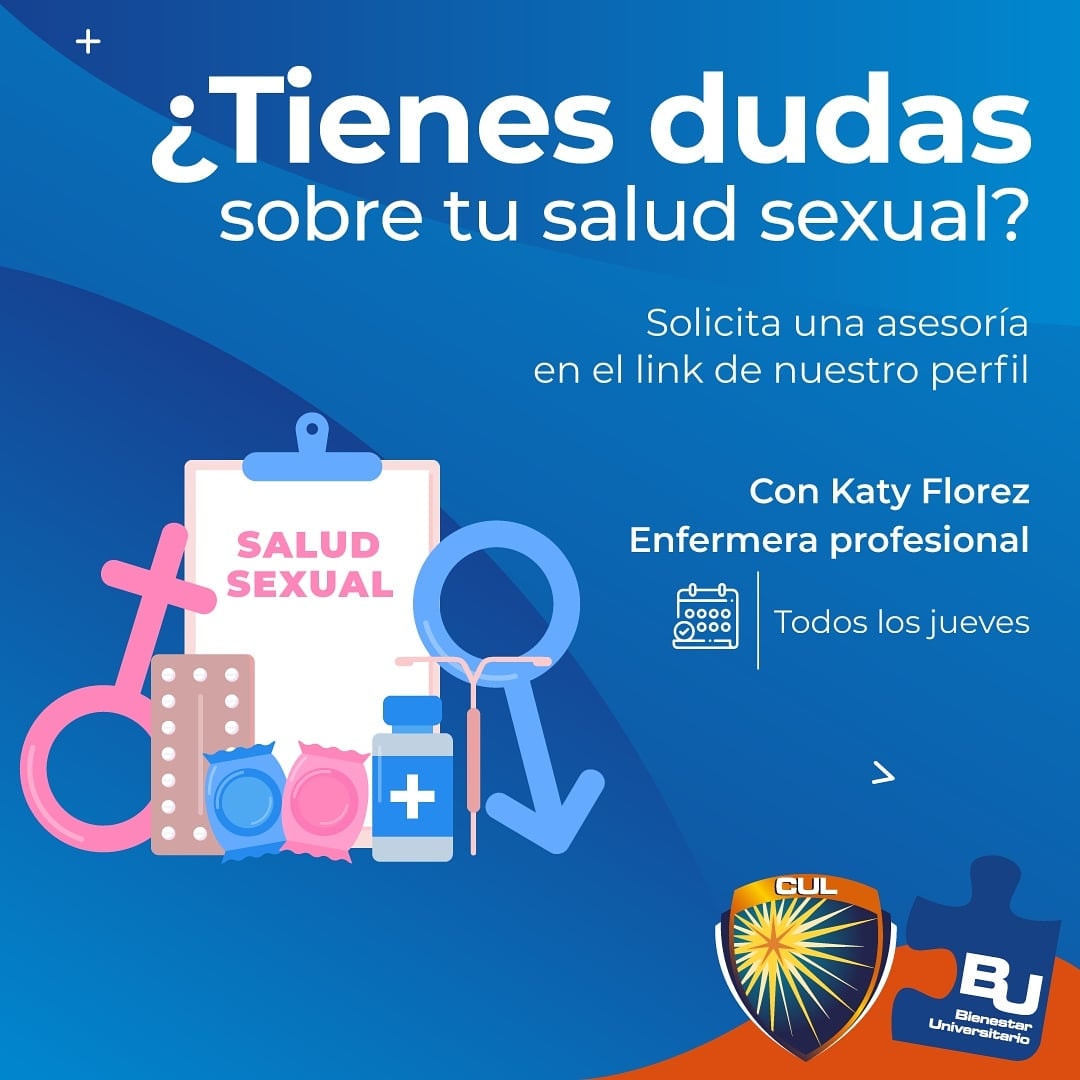 ¿Tienes dudas
sobre tu salud sexual?
Solicita una asesoría
en el link de nuestro perfil
Con Katy Florez
Enfermera profesional
Todos los jueves
SALUD
SEXUAL
CUL
BU
Bienestar
Universitario